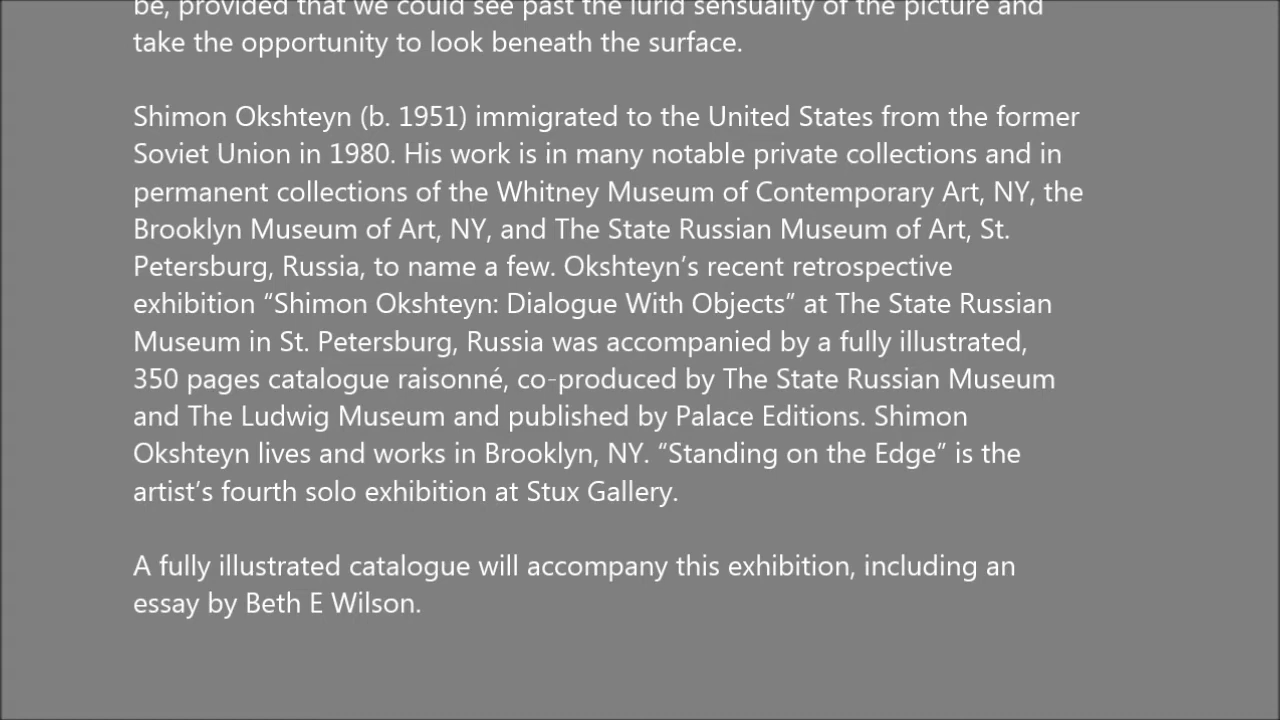 be, provided that we could see past the lurid sensuality of the picture and
take the opportunity to look beneath the surface.
Shimon Okshteyn (b. 1951) immigrated to the United States from the former
Soviet Union in 1980. His work is in many notable private collections and in
permanent collections of the Whitney Museum of Contemporary Art, NY, the
Brooklyn Museum of Art, NY, and The State Russian Museum of Art, St.
Petersburg, Russia, to name a few. Okshteyn’s recent retrospective
exhibition “Shimon Okshteyn: Dialogue With Objects” at The State Russian
Museum in St. Petersburg, Russia was accompanied by a fully illustrated,
350 pages catalogue raisonné, co-produced by The State Russian Museum
and The Ludwig Museum and published by Palace Editions. Shimon
Okshteyn lives and works in Brooklyn, NY. “Standing on the Edge” is the
artist’s fourth solo exhibition at Stux Gallery.
A fully illustrated catalogue will accompany this exhibition, including an
essay by Beth E Wilson.